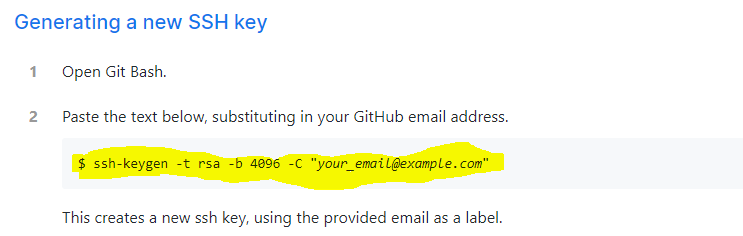 Generating a new SSH key
1 Open Git Bash.
2 Paste the text below, substituting in your GitHub email address.
$ ssh-keygen -t rsa -b 4096 -C "your_email@example.com"
This creates a new ssh key, using the provided email as a label.